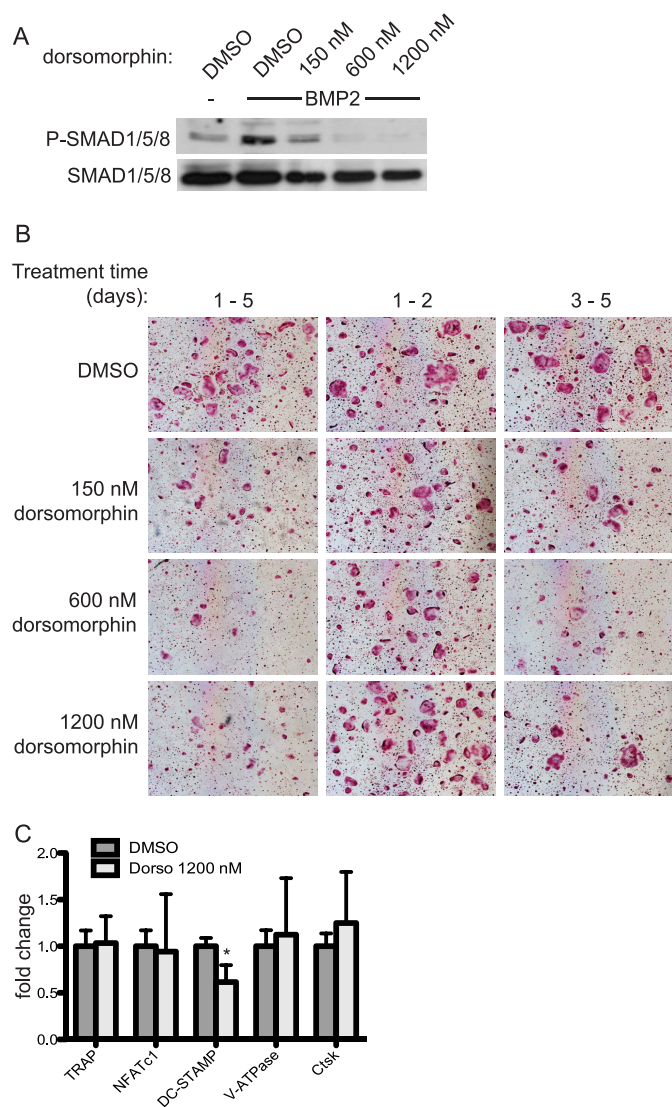 A
dorsomorphin:
DMSO
DMSO
150 nM
600 nM
1200 nM
-
BMP2
P-SMAD1/5/8
SMAD1/5/8
B
Treatment time
(days):
1 - 5
1 - 2
3 - 5
DMSO
150 nM
dorsomorphin
600 nM
dorsomorphin
1200 nM
dorsomorphin
C
DMSO
Dorso 1200 nM
fold change
2.0
1.5
1.0
0.5
0.0
*
TRAP
NFATc1
DC-STAMP
V-ATPase
Ctsk